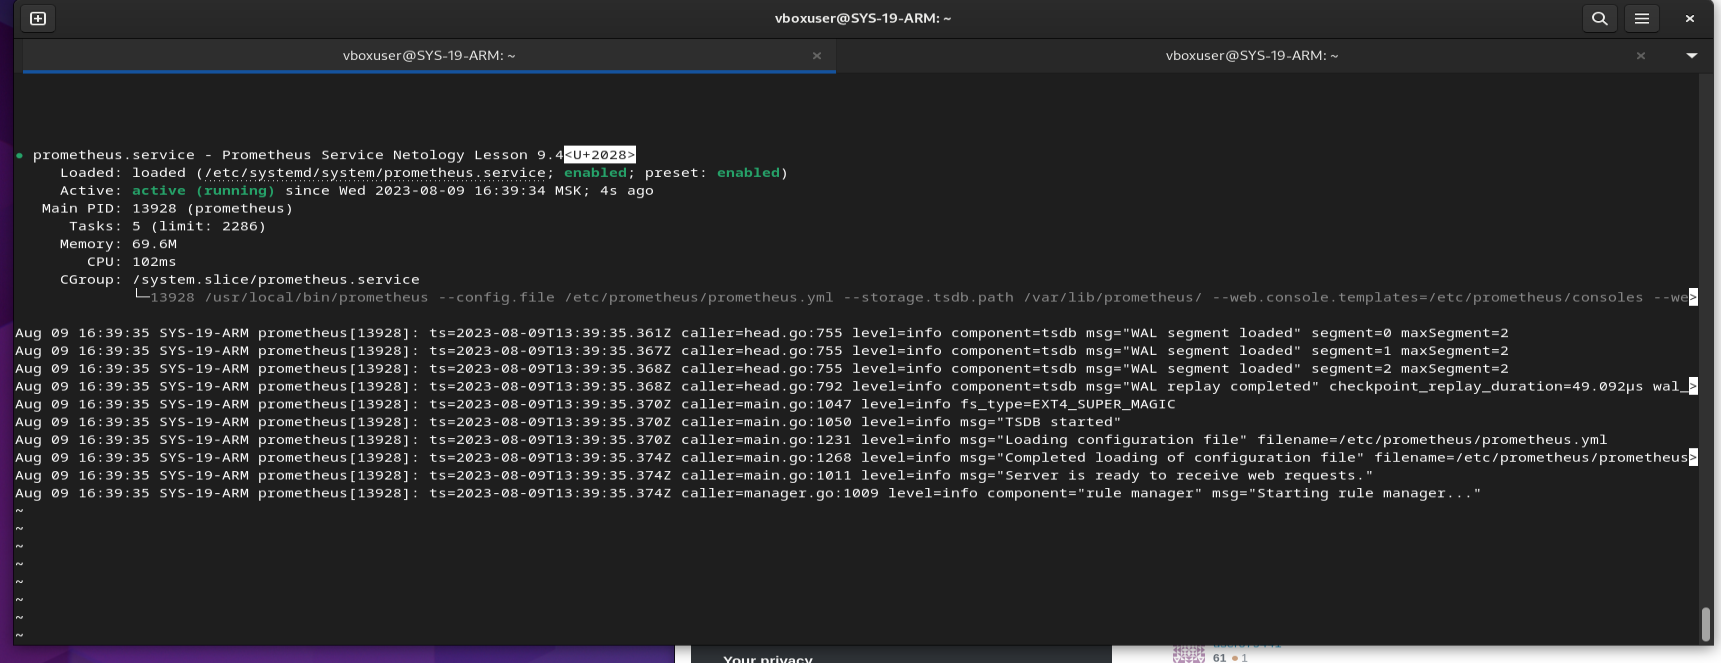 vboxuser@SYS-19-ARM: ~
vboxuser@SYS-19-ARM: ~
vboxuser@SYS-19-ARM: ~
● prometheus.service - Prometheus Service Netology Lesson 9.4<U+2028>
Loaded: loaded (/etc/systemd/system/prometheus.service; enabled; preset: enabled)
Active: active (running) since Wed 2023-08-09 16:39:34 MSK; 4s ago
Main PID: 13928 (prometheus)
Tasks: 5 (limit: 2286)
Memory: 69.6M
CPU: 102ms
CGroup: /system.slice/prometheus.service
└─13928 /usr/local/bin/prometheus --config.file /etc/prometheus/prometheus.yml --storage.tsdb.path /var/lib/prometheus/ --web.console.templates=/etc/prometheus/consoles --we>
Aug 09 16:39:35 SYS-19-ARM prometheus[13928]: ts=2023-08-09T13:39:35.361Z caller=head.go:755 level=info component=tsdb msg="WAL segment loaded" segment=0 maxSegment=2
Aug 09 16:39:35 SYS-19-ARM prometheus[13928]: ts=2023-08-09T13:39:35.367Z caller=head.go:755 level=info component=tsdb msg="WAL segment loaded" segment=1 maxSegment=2
Aug 09 16:39:35 SYS-19-ARM prometheus[13928]: ts=2023-08-09T13:39:35.368Z caller=head.go:755 level=info component=tsdb msg="WAL segment loaded" segment=2 maxSegment=2
Aug 09 16:39:35 SYS-19-ARM prometheus[13928]: ts=2023-08-09T13:39:35.368Z caller=head.go:792 level=info component=tsdb msg="WAL replay completed" checkpoint_replay_duration=49.092µs wal_>
Aug 09 16:39:35 SYS-19-ARM prometheus[13928]: ts=2023-08-09T13:39:35.370Z caller=main.go:1047 level=info fs_type=EXT4_SUPER_MAGIC
Aug 09 16:39:35 SYS-19-ARM prometheus[13928]: ts=2023-08-09T13:39:35.370Z caller=main.go:1050 level=info msg="TSDB started"
Aug 09 16:39:35 SYS-19-ARM prometheus[13928]: ts=2023-08-09T13:39:35.370Z caller=main.go:1231 level=info msg="Loading configuration file" filename=/etc/prometheus/prometheus.yml
Aug 09 16:39:35 SYS-19-ARM prometheus[13928]: ts=2023-08-09T13:39:35.374Z caller=main.go:1268 level=info msg="Completed loading of configuration file" filename=/etc/prometheus/prometheus>
Aug 09 16:39:35 SYS-19-ARM prometheus[13928]: ts=2023-08-09T13:39:35.374Z caller=main.go:1011 level=info msg="Server is ready to receive web requests."
Aug 09 16:39:35 SYS-19-ARM prometheus[13928]: ts=2023-08-09T13:39:35.374Z caller=manager.go:1009 level=info component="rule manager" msg="Starting rule manager..."
~
~
~
~
~
~
~
~
Your privacy
61 ● 1